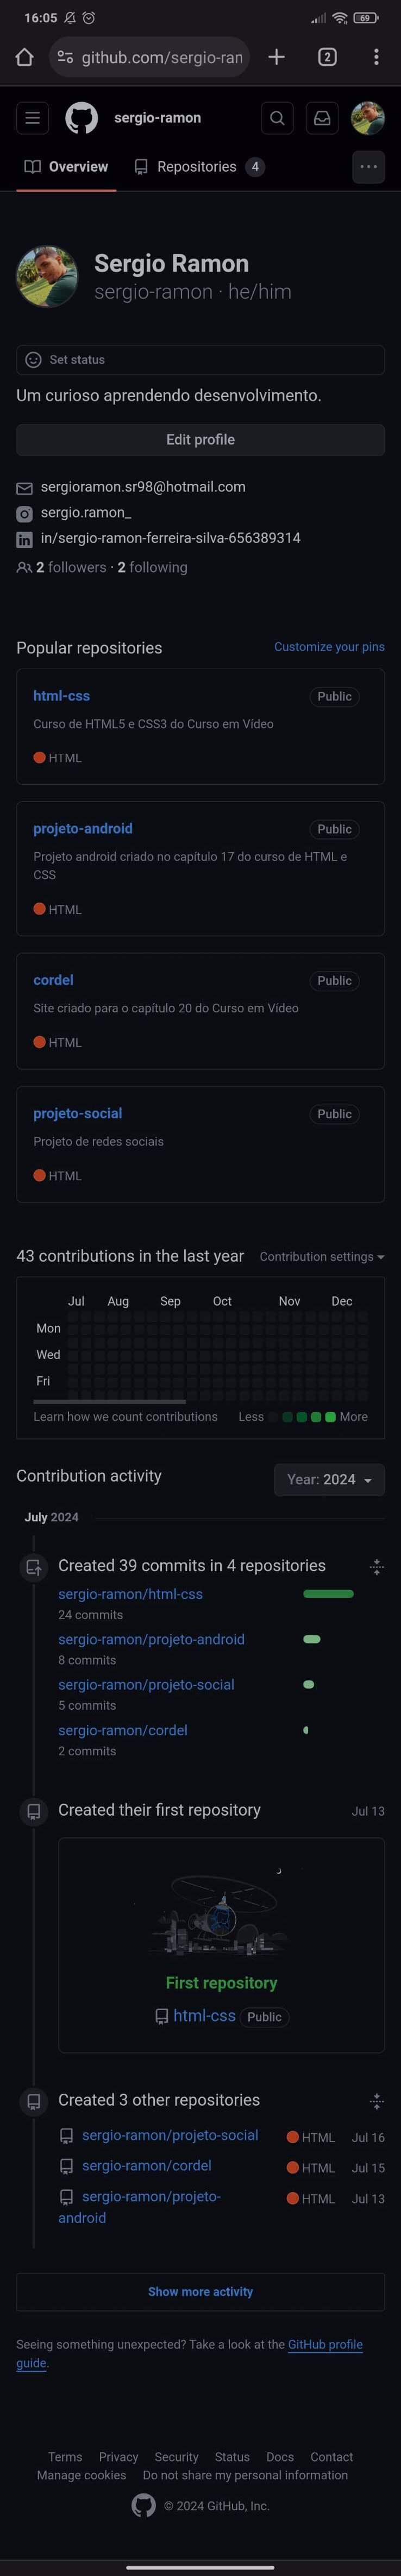 16:05
69
github.com/sergio-ran
2
sergio-ramon
Overview
Repositories 4
Sergio Ramon
sergio-ramon · he/him
Set status
Um curioso aprendendo desenvolvimento.
Edit profile
sergioramon.sr98@hotmail.com
sergio.ramon_
in/sergio-ramon-ferreira-silva-656389314
2 followers · 2 following
Popular repositories
Customize your pins
html-css
Public
Curso de HTML5 e CSS3 do Curso em Vídeo
HTML
projeto-android
Public
Projeto android criado no capítulo 17 do curso de HTML e
CSS
HTML
cordel
Public
Site criado para o capítulo 20 do Curso em Vídeo
HTML
projeto-social
Public
Projeto de redes sociais
HTML
43 contributions in the last year
Contribution settings
Jul Aug Sep Oct Nov Dec
Mon
Wed
Fri
Learn how we count contributions
Less
More
Contribution activity
Year: 2024
July 2024
Created 39 commits in 4 repositories
sergio-ramon/html-css
24 commits
sergio-ramon/projeto-android
8 commits
sergio-ramon/projeto-social
5 commits
sergio-ramon/cordel
2 commits
Created their first repository
Jul 13
First repository
html-css Public
Created 3 other repositories
sergio-ramon/projeto-social HTML Jul 16
sergio-ramon/cordel HTML Jul 15
sergio-ramon/projeto- HTML Jul 13
android
Show more activity
Seeing something unexpected? Take a look at the GitHub profile
guide.
Terms Privacy Security Status Docs Contact
Manage cookies Do not share my personal information
© 2024 GitHub, Inc.